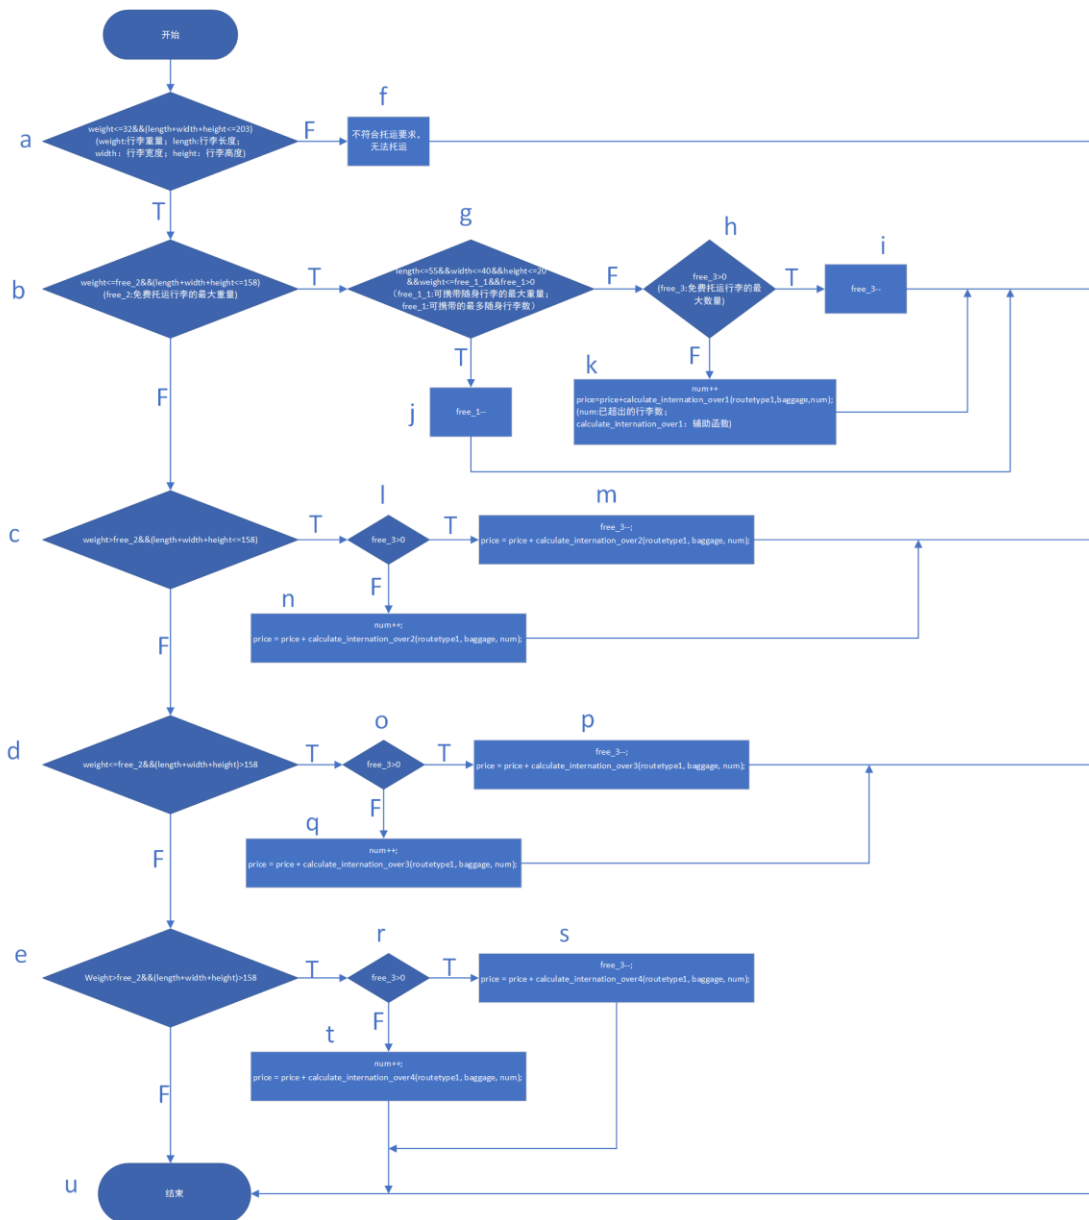 开始
f
a
weight<=32&&(length+width+height<=203)
(weight:行李重量；length:行李长度；
width：行李宽度；height：行李高度)
F
不符合托运要求，
无法托运
T
g
h
i
b
weight<=free_2&&(length+width+height<=158)
(free_2:免费托运行李的最大重量)
T
length<=55&&width<=40&&height<=20
&&weight<=free_1_1&&free_1>0
（free_1_1:可携带随身行李的最大重量；
free_1:可携带的最多随身行李数）
F
free_3>0
(free_3:免费托运行李的最
大数量)
T
free_3--
F
T
F
j
free_1--
k
num++
price=price+calculate_internation_over1(routetype1,baggage,num);
(num:已超出的行李数；
calculate_internation_over1：辅助函数)
l
m
c
weight>free_2&&(length+width+height<=158)
T
free_3>0
T
free_3--;
price = price + calculate_internation_over2(routetype1, baggage, num);
F
F
n
num++;
price = price + calculate_internation_over2(routetype1, baggage, num);
o
p
d
weight<=free_2&&(length+width+height)>158
T
free_3>0
T
free_3--;
price = price + calculate_internation_over3(routetype1, baggage, num);
F
F
q
num++;
price = price + calculate_internation_over3(routetype1, baggage, num);
r
s
e
Weight>free_2&&(length+width+height)>158
T
free_3>0
T
free_3--;
price = price + calculate_internation_over4(routetype1, baggage, num);
F
F
t
num++;
price = price + calculate_internation_over4(routetype1, baggage, num);
u
结束